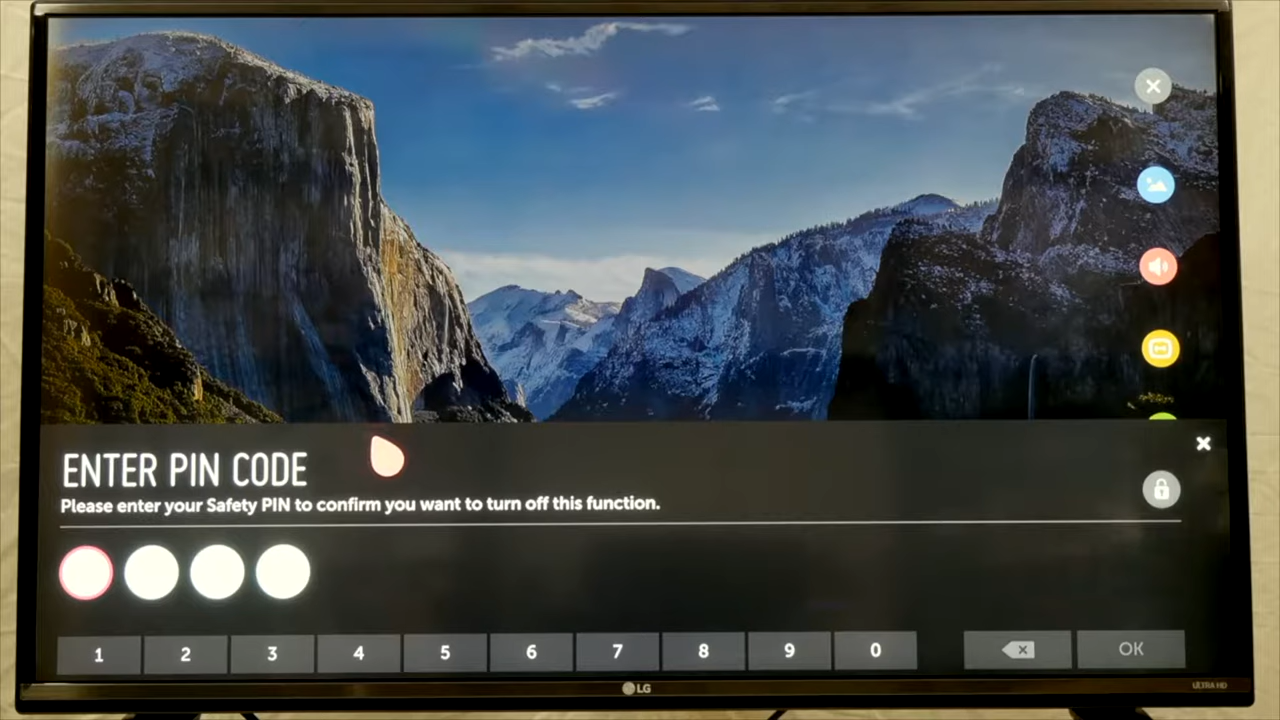 ENTER PIN CODE
Please enter your Safety PIN to confirm you want to turn off this function.
1 2 3 4 5 6 7 8 9 0 OK
LG
ULTRA HD